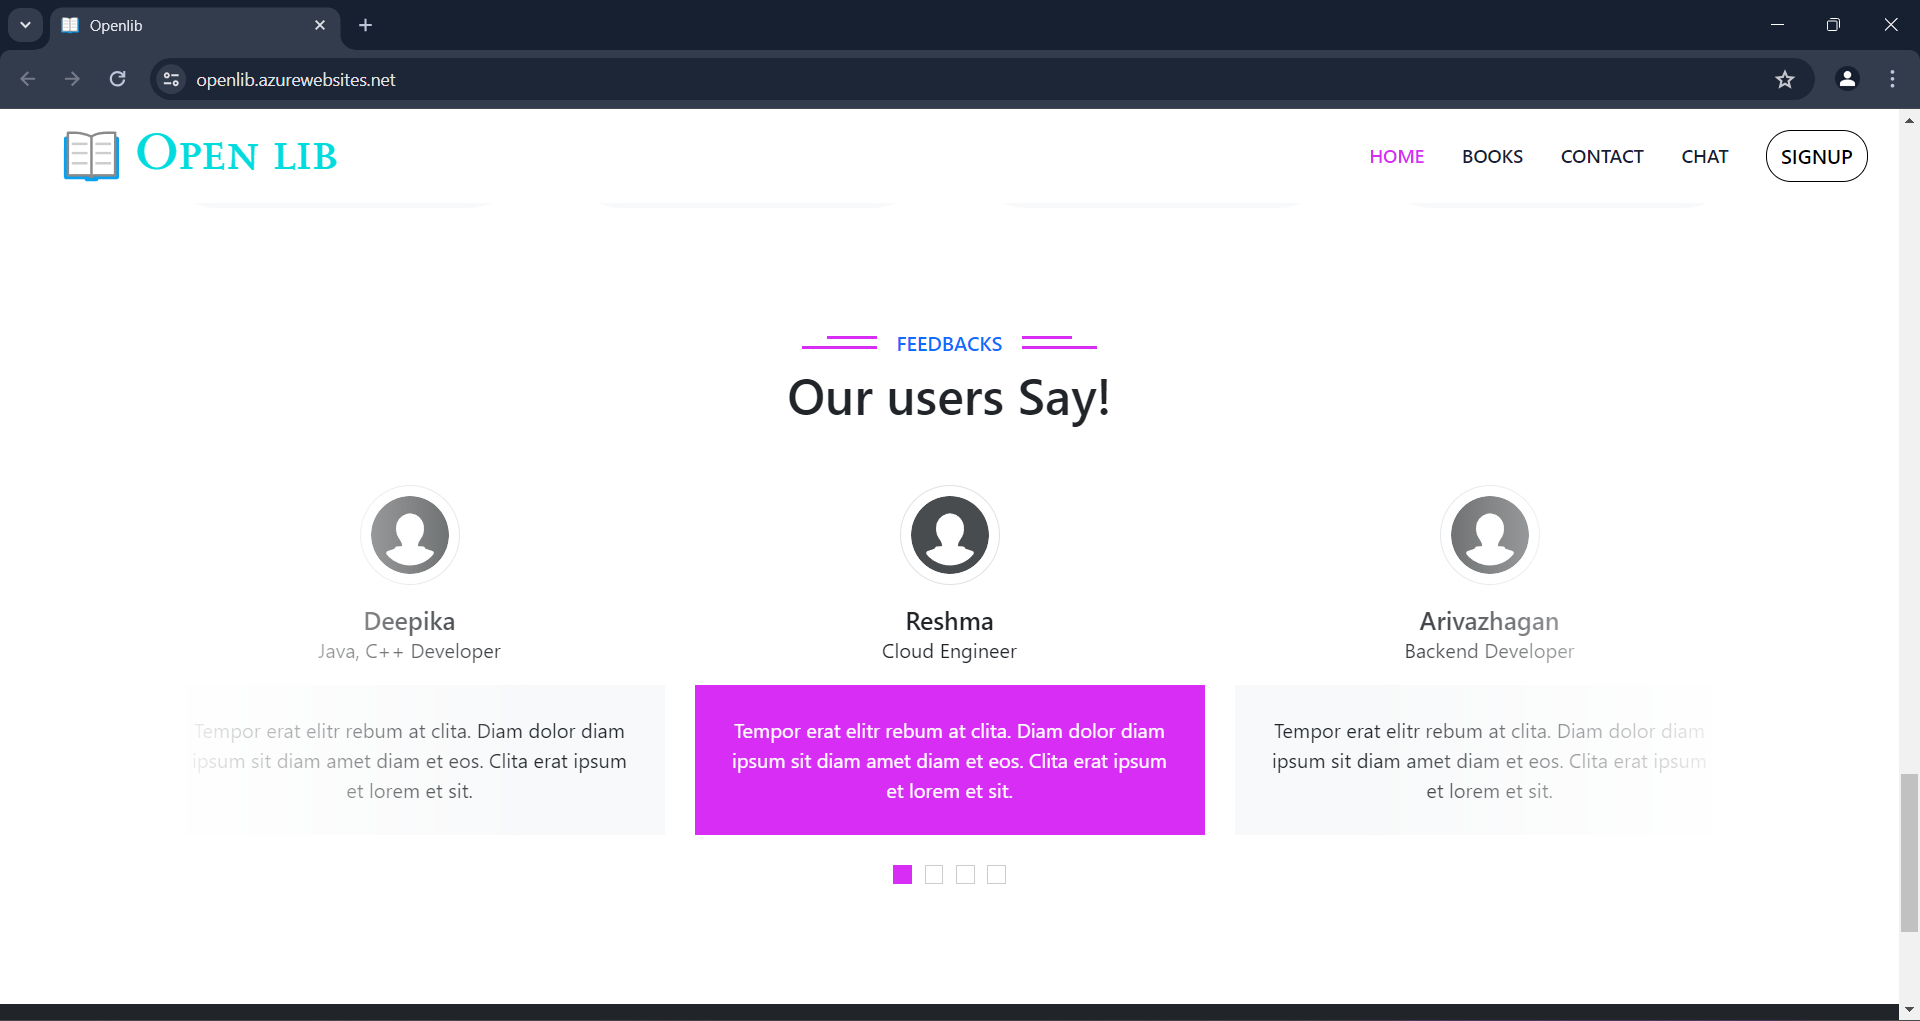 Openlib
openlib.azurewebsites.net
OPEN LIB
HOME BOOKS CONTACT CHAT SIGNUP
FEEDBACKS
Our users Say!
Deepika
Java, C++ Developer
Tempor erat elitr rebum at clita. Diam dolor diam
ipsum sit diam amet diam et eos. Clita erat ipsum
et lorem et sit.
Reshma
Cloud Engineer
Tempor erat elitr rebum at clita. Diam dolor diam
ipsum sit diam amet diam et eos. Clita erat ipsum
et lorem et sit.
Arivazhagan
Backend Developer
Tempor erat elitr rebum at clita. Diam dolor diam
ipsum sit diam amet diam et eos. Clita erat ipsum
et lorem et sit.